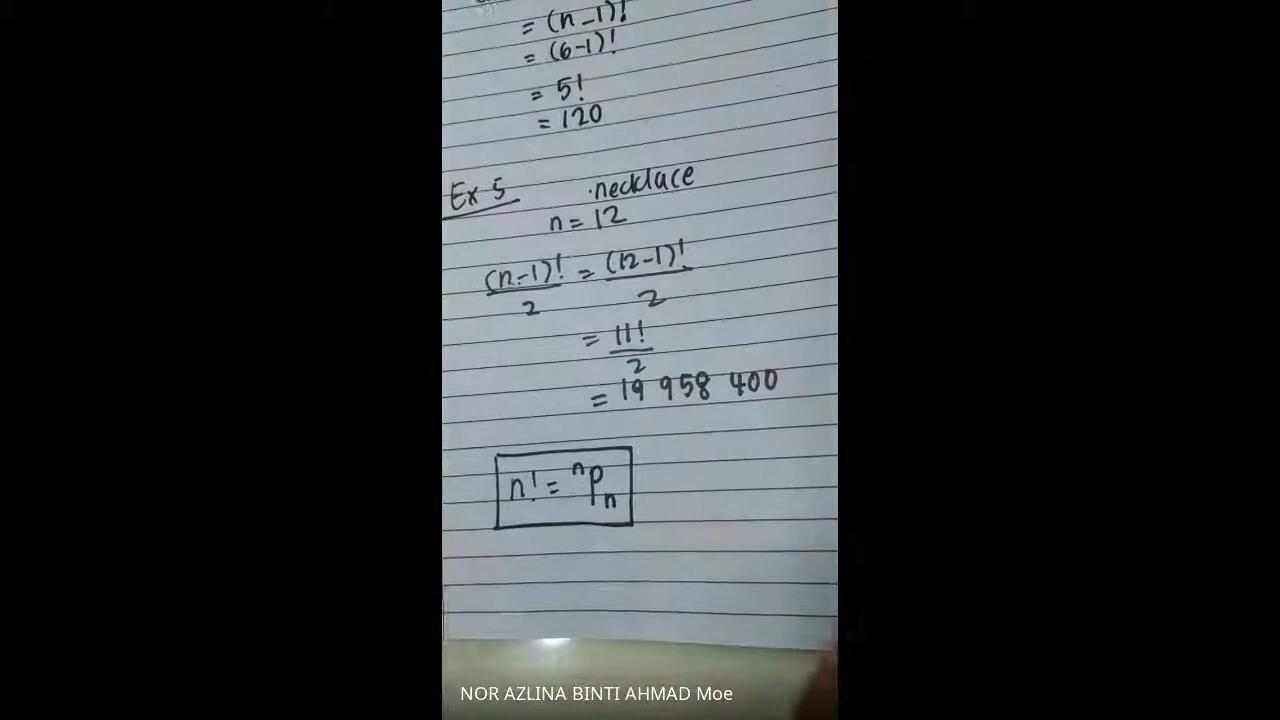 = (n-1)!
= (6-1)!
= 5!
= 120
Ex 5 necklace
n = 12
(n-1)!/2 = (12-1)!/2
= 11!/2
= 19 958 400
n! = ⁿPₙ
NOR AZLINA BINTI AHMAD Moe